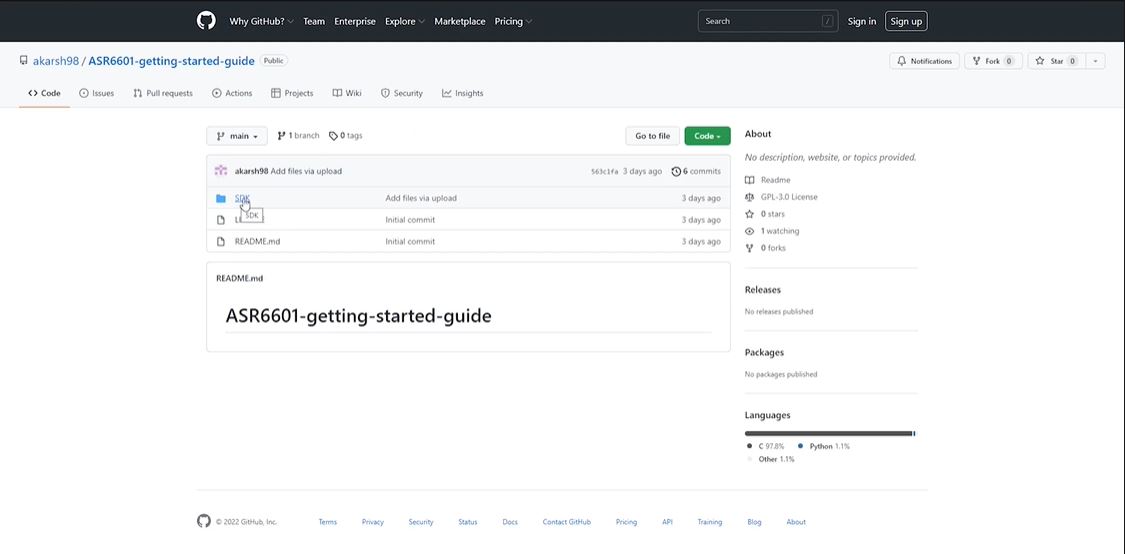 Why GitHub? Team Enterprise Explore Marketplace Pricing Search / Sign in Sign up
akarsh98 / ASR6601-getting-started-guide Public Notifications Fork 0 Star 0
Code Issues Pull requests Actions Projects Wiki Security Insights
main 1 branch 0 tags Go to file Code
akarsh98 Add files via upload 563c1fa 3 days ago 6 commits
SDK Add files via upload 3 days ago
SDK
Initial commit 3 days ago
README.md Initial commit 3 days ago
README.md
ASR6601-getting-started-guide
About
No description, website, or topics provided.
Readme
GPL-3.0 License
0 stars
1 watching
0 forks
Releases
No releases published
Packages
No packages published
Languages
C 97.8% Python 1.1%
Other 1.1%
© 2022 GitHub, Inc. Terms Privacy Security Status Docs Contact GitHub Pricing API Training Blog About